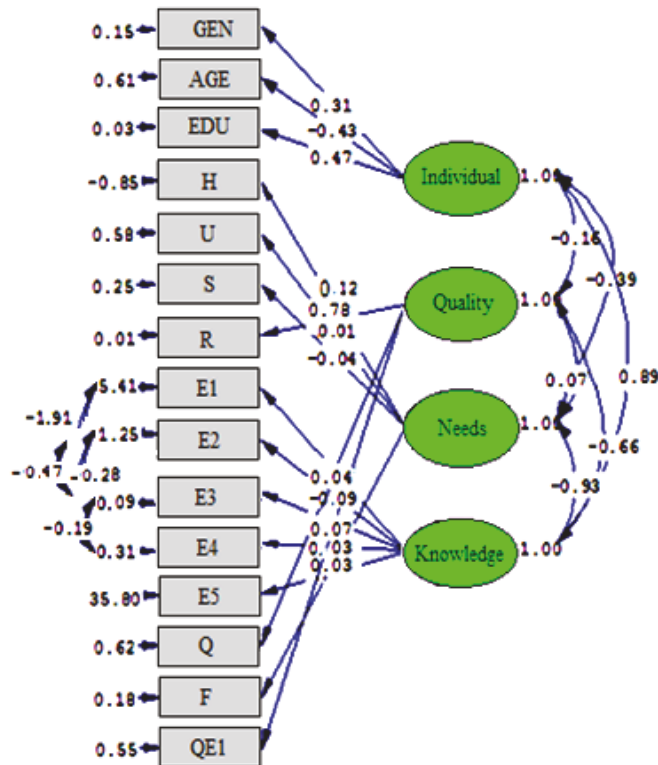 0.15 GEN
0.61 AGE
0.31
0.03 EDU
-0.43
0.47
-0.85 H
Individual 1.00
0.58 U
-0.16
0.25 S
0.12
-0.39
0.78
Quality 1.00
0.01 R
0.01
-0.04
5.41 E1
0.07
0.89
-1.91
1.25 E2
Needs 1.00
-0.66
-0.47
-0.28
0.04
-0.93
0.09 E3
-0.09
-0.19
0.07
0.31 E4
0.03
Knowledge 1.00
0.03
35.80 E5
0.62 Q
0.18 F
0.55 QE1